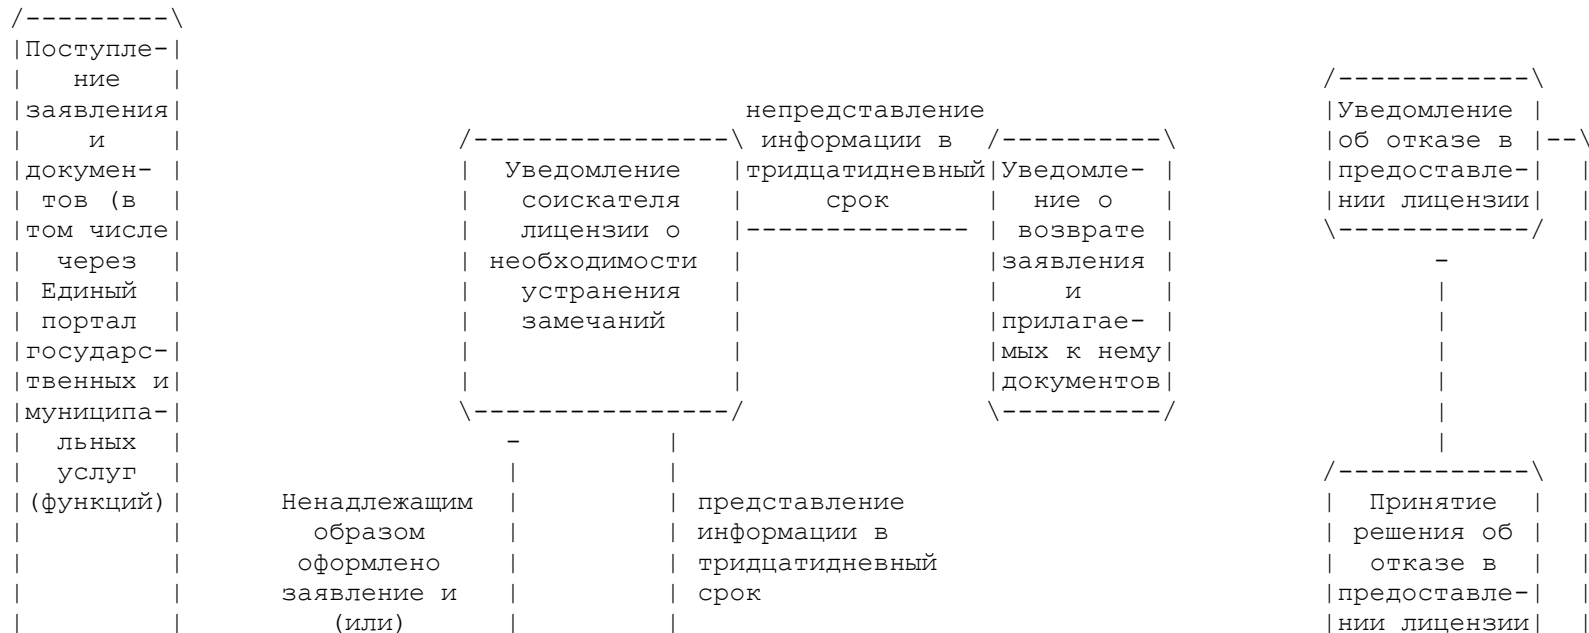 Поступле-
ние
заявления
и
докумен-
тов (в
том числе
через
Единый
портал
государс-
твенных и
муниципа-
льных
услуг
(функций)
Уведомление
соискателя
лицензии о
необходимости
устранения
замечаний
непредставление
информации в
тридцатидневный
срок
Уведомле-
ние о
возврате
заявления
и
прилагае-
мых к нему
документов
Уведомление
об отказе в
предоставле-
нии лицензии
Ненадлежащим
образом
оформлено
заявление и
(или)
представление
информации в
тридцатидневный
срок
Принятие
решения об
отказе в
предоставле-
нии лицензии